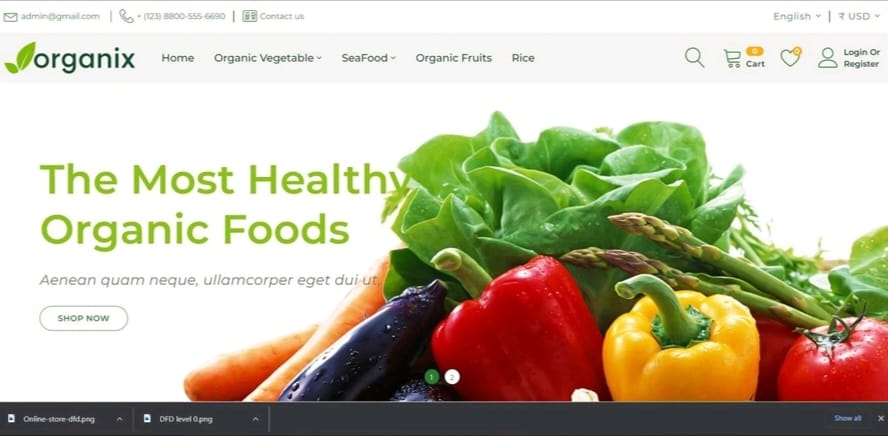 admin@gmail.com | + (123) 8800-555-6690 | Contact us
English | ₹ USD
organix
Home Organic Vegetable SeaFood Organic Fruits Rice
0
Cart
0
Login Or
Register
The Most Healthy
Organic Foods
Aenean quam neque, ullamcorper eget dui ut.
SHOP NOW
1 2
Online-store-dfd.png DFD level 0.png Show all